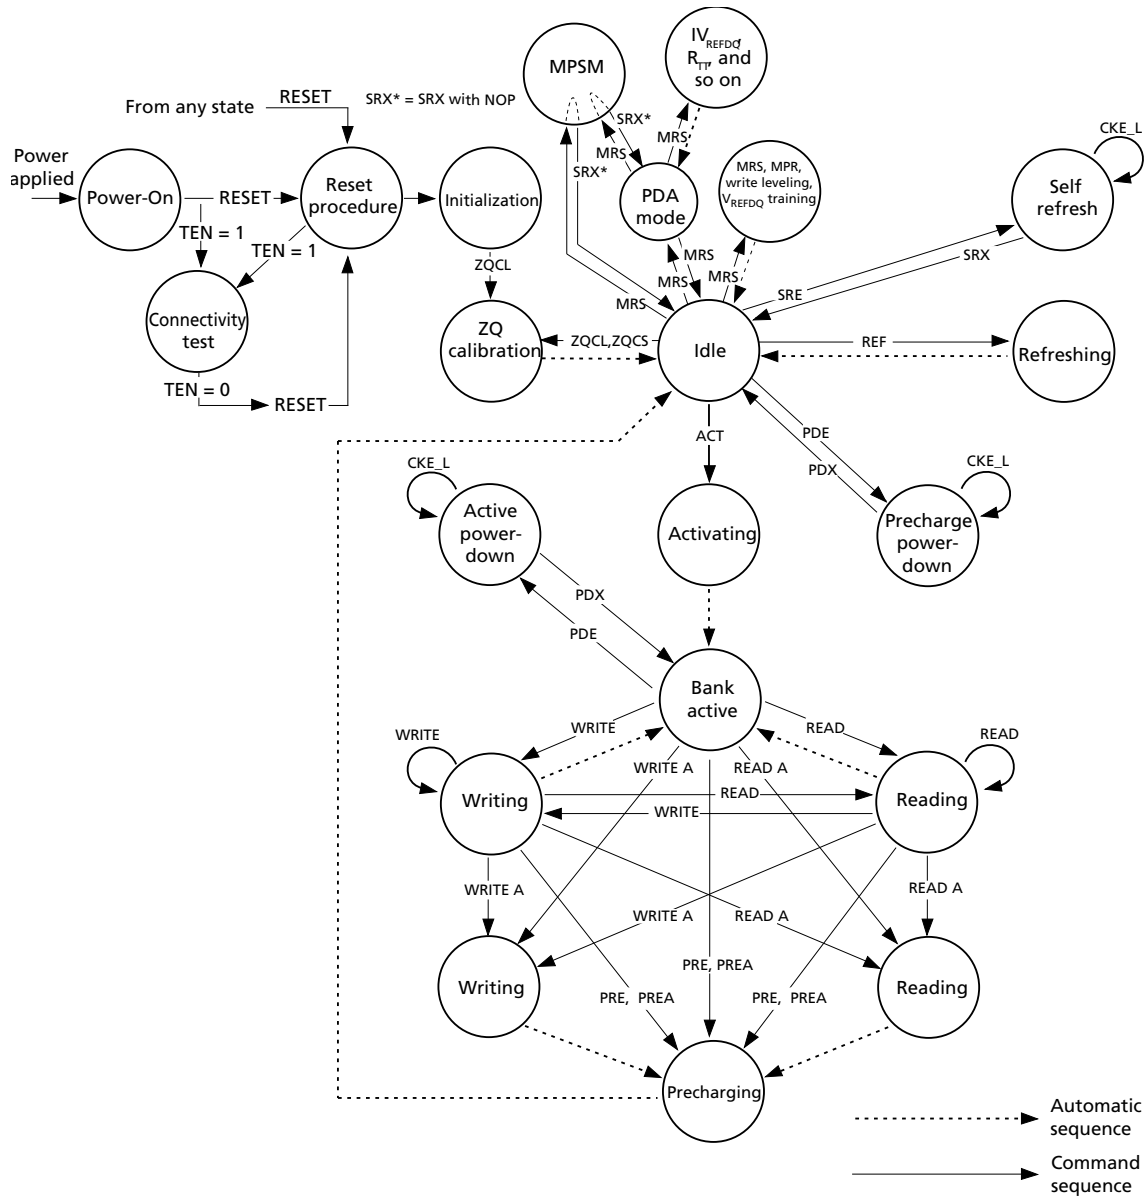 IV
REFDQ,
R
TT, and
so on
MPSM
From any state
RESET
SRX* = SRX with NOP
SRX*
MRS
MRS
SRX*
CKE_L
Power
applied
Power-On
RESET
Reset
procedure
Initialization
PDA
mode
MRS, MPR,
write leveling,
VREFDQ training
Self
refresh
TEN = 1
TEN = 1
ZQCL
MRS
MRS
MRS
MRS
SRE
SRX
Connectivity
test
ZQ
calibration
ZQCL,ZQCS
Idle
REF
Refreshing
TEN = 0
RESET
ACT
PDE
PDX
CKE_L
CKE_L
Active
power-
down
Activating
Precharge
power-
down
PDX
PDE
Bank
active
WRITE
WRITE
READ
READ
WRITE A
READ A
Writing
READ
WRITE
Reading
WRITE A
READ A
WRITE A
READ A
PRE, PREA
Writing
PRE, PREA
PRE, PREA
Reading
Precharging
Automatic
sequence
Command
sequence